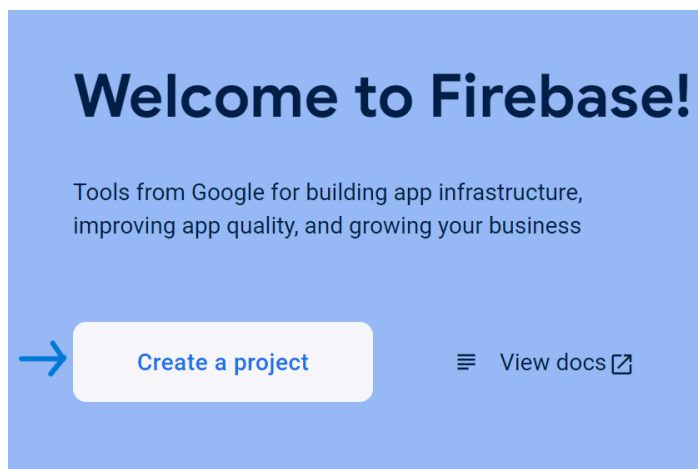 Welcome to Firebase!
Tools from Google for building app infrastructure,
improving app quality, and growing your business
Create a project
View docs